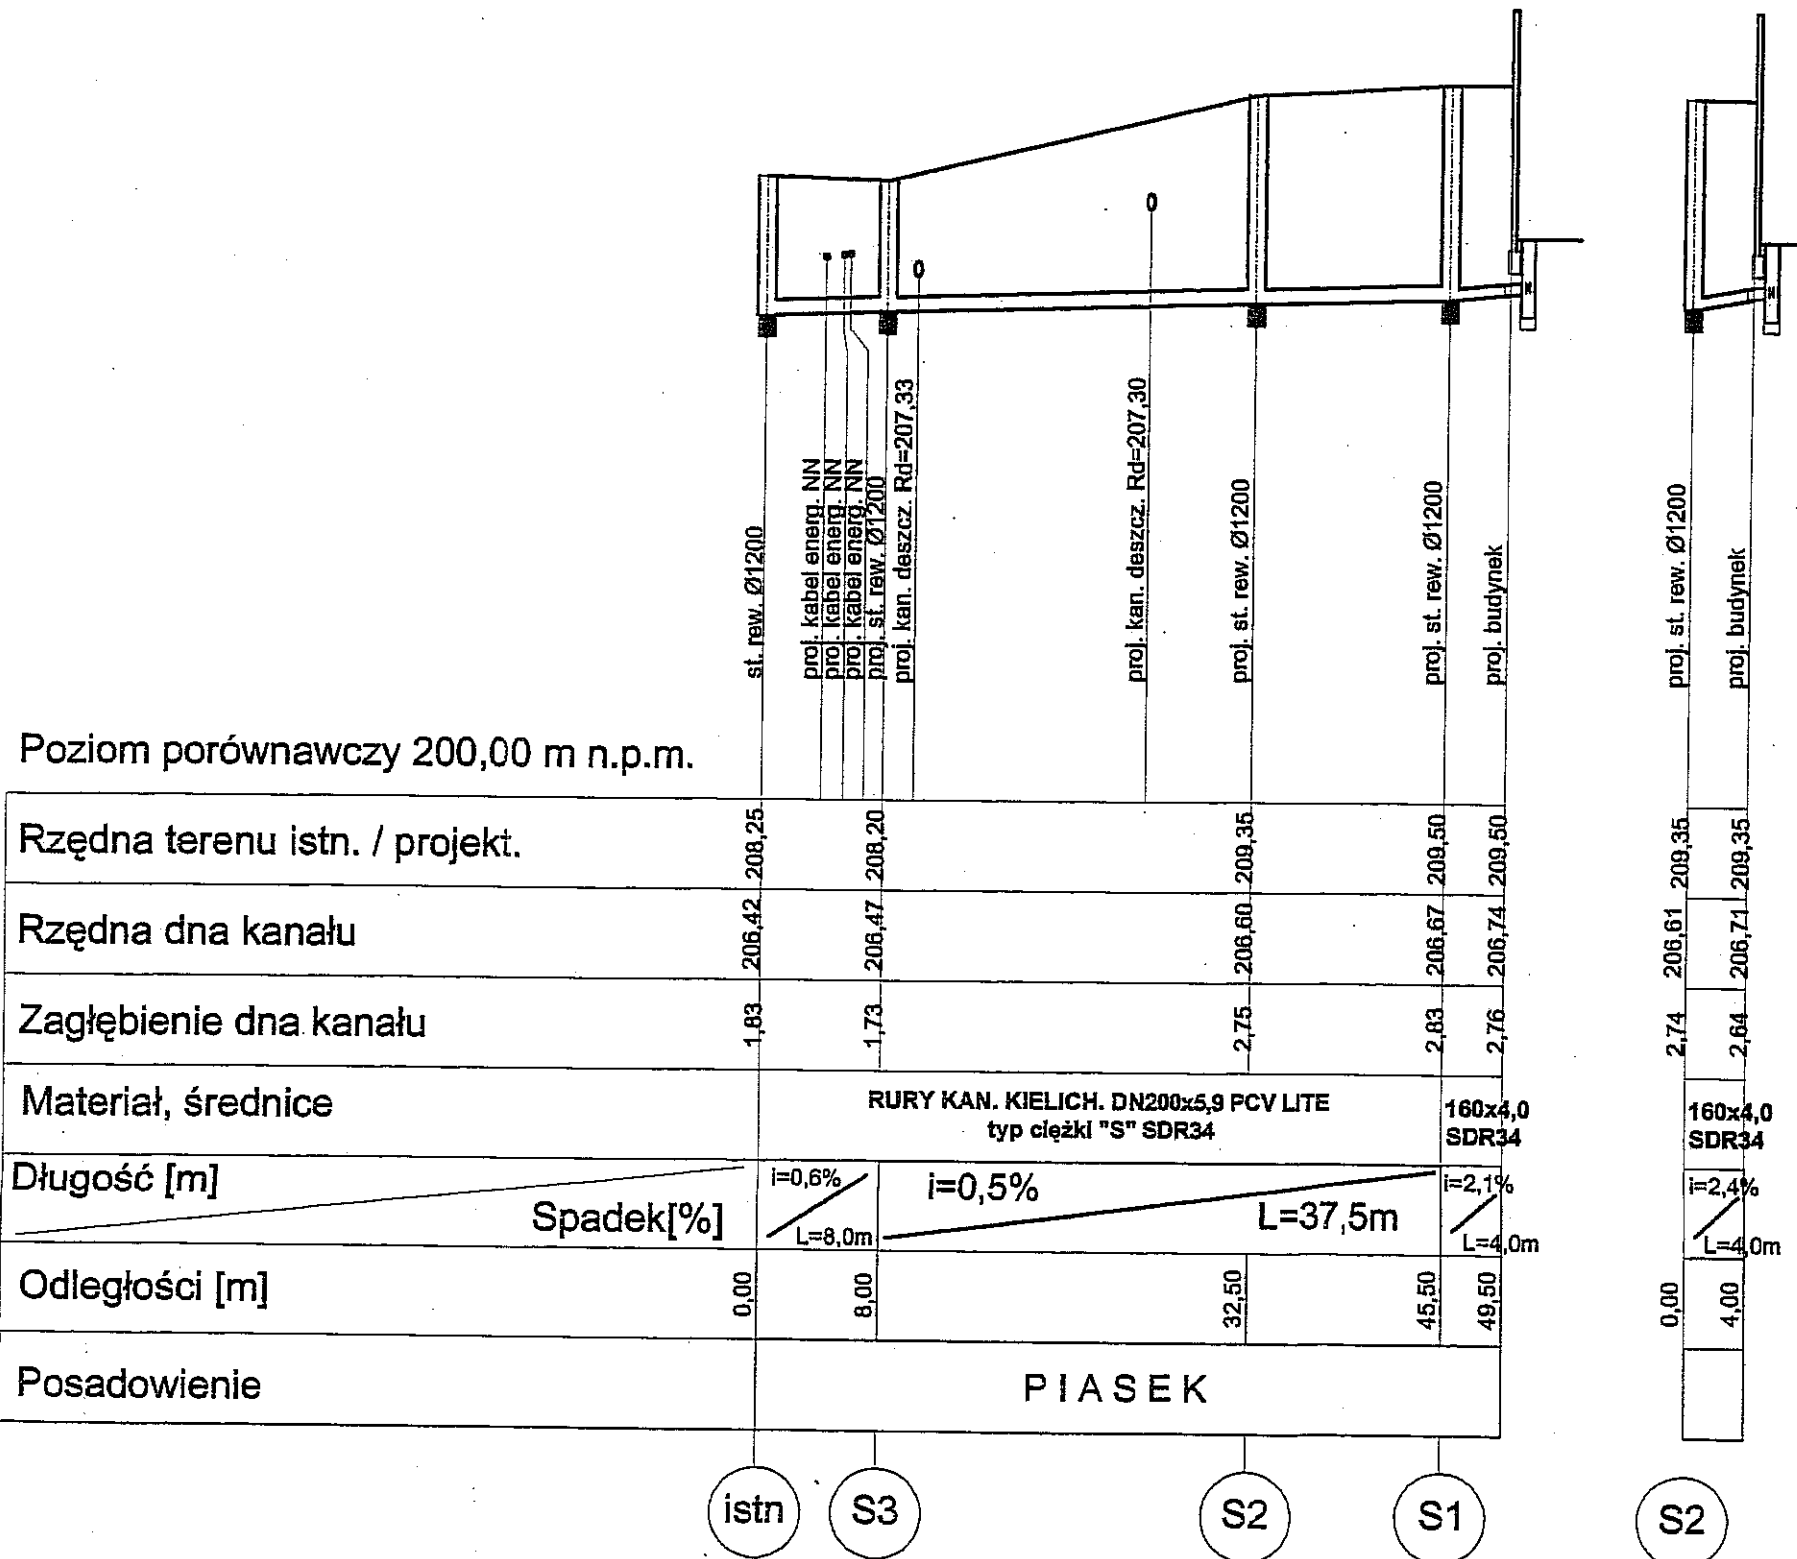 st. rew. Ø1200
proj. kabel energ. NN
proj. kabel energ. NN
proj. kabel energ. NN
proj. st. rew. Ø1200
proj. kan. deszcz. Rd=207,33
proj. kan. deszcz. Rd=207,30
proj. st. rew. Ø1200
proj. st. rew. Ø1200
proj. budynek
proj. st. rew. Ø1200
proj. budynek
Poziom porównawczy 200,00 m n.p.m.
Rzędna terenu istn. / projekt. 208,25 208,20 209,35 209,50 209,50 209,35 209,35
Rzędna dna kanału 206,42 206,47 206,60 206,67 206,74 206,61 206,71
Zagłębienie dna kanału 1,83 1,73 2,75 2,83 2,76 2,74 2,64
Materiał, średnice RURY KAN. KIELICH. DN200x5,9 PCV LITE 160x4,0 160x4,0
typ ciężki "S" SDR34 SDR34 SDR34
Długość [m] i=0,6% i=0,5% i=2,1% i=2,4%
Spadek[%] L=8,0m L=37,5m L=4,0m L=4,0m
Odległości [m] 0,00 8,00 32,50 45,50 49,50 0,00 4,00
Posadowienie PIASEK
istn S3 S2 S1 S2